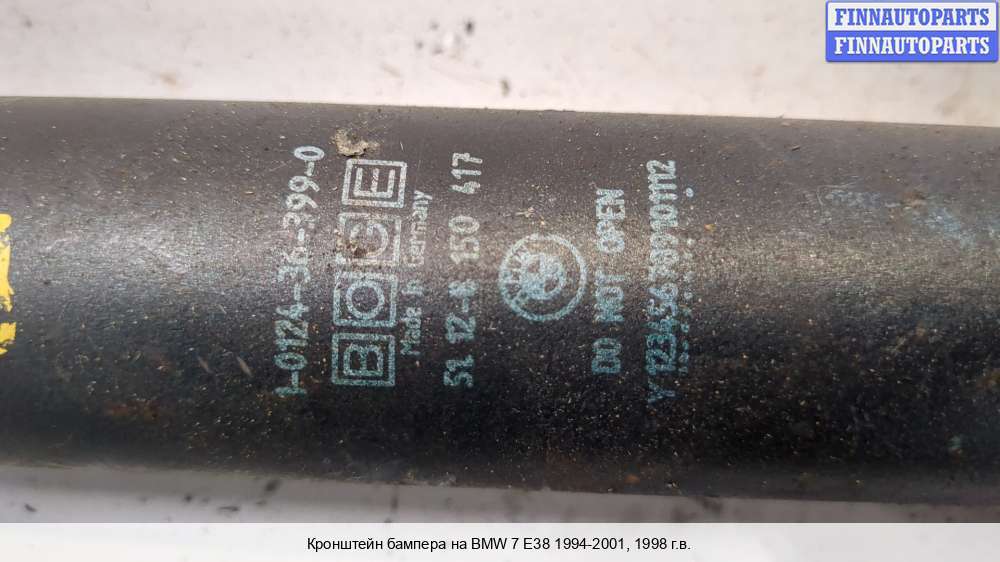 FINNAUTOPARTS
FINNAUTOPARTS
1-0124-36-399-0
BOGE
Made in Germany
51.12-8 150 417
DO NOT OPEN
Y 123456789101112
Кронштейн бампера на BMW 7 E38 1994-2001, 1998 г.в.